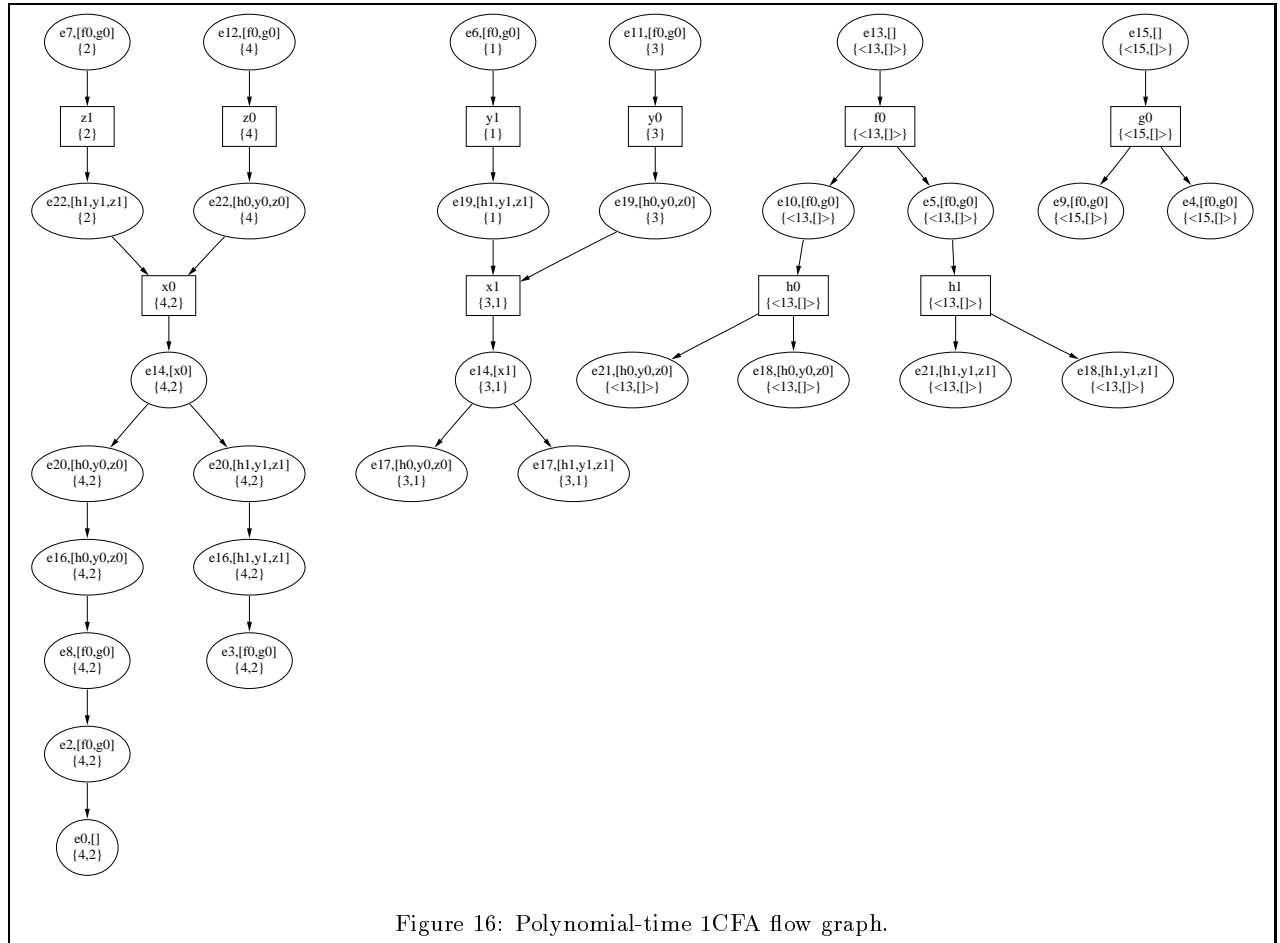 e7,[f0,g0]
{2}
e12,[f0,g0]
{4}
e6,[f0,g0]
{1}
e11,[f0,g0]
{3}
e13,[]
{<13,[]>}
e15,[]
{<15,[]>}
z1
{2}
z0
{4}
y1
{1}
y0
{3}
f0
{<13,[]>}
g0
{<15,[]>}
e22,[h1,y1,z1]
{2}
e22,[h0,y0,z0]
{4}
e19,[h1,y1,z1]
{1}
e19,[h0,y0,z0]
{3}
e10,[f0,g0]
{<13,[]>}
e5,[f0,g0]
{<13,[]>}
e9,[f0,g0]
{<15,[]>}
e4,[f0,g0]
{<15,[]>}
x0
{4,2}
x1
{3,1}
h0
{<13,[]>}
h1
{<13,[]>}
e14,[x0]
{4,2}
e14,[x1]
{3,1}
e21,[h0,y0,z0]
{<13,[]>}
e18,[h0,y0,z0]
{<13,[]>}
e21,[h1,y1,z1]
{<13,[]>}
e18,[h1,y1,z1]
{<13,[]>}
e20,[h0,y0,z0]
{4,2}
e20,[h1,y1,z1]
{4,2}
e17,[h0,y0,z0]
{3,1}
e17,[h1,y1,z1]
{3,1}
e16,[h0,y0,z0]
{4,2}
e16,[h1,y1,z1]
{4,2}
e8,[f0,g0]
{4,2}
e3,[f0,g0]
{4,2}
e2,[f0,g0]
{4,2}
e0,[]
{4,2}
Figure 16: Polynomial-time 1CFA flow graph.